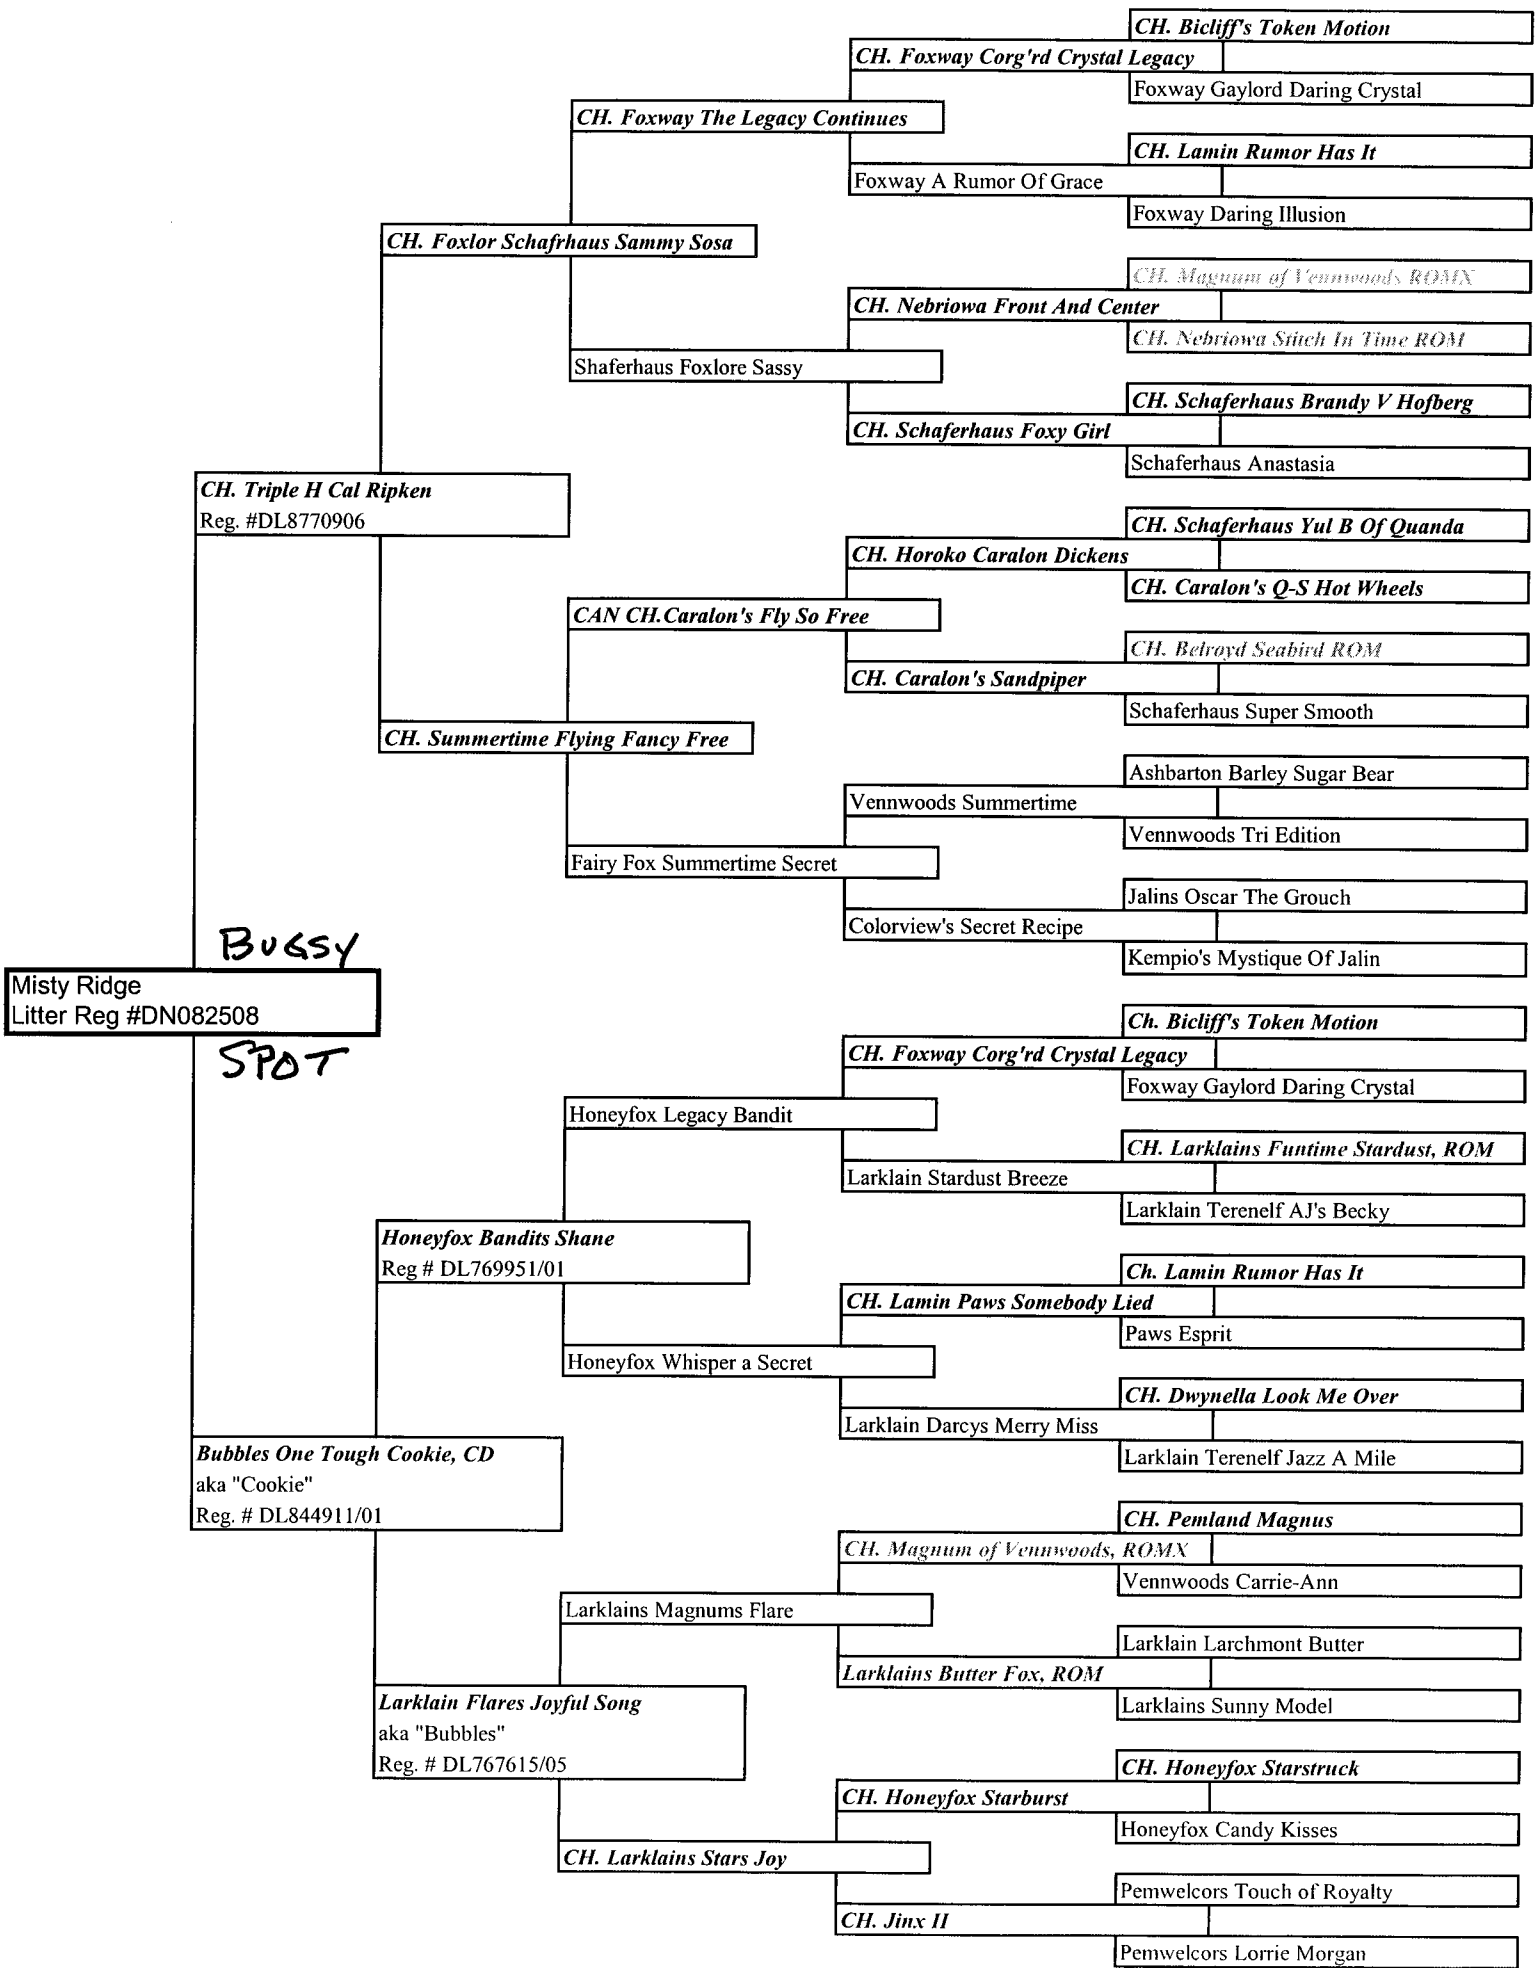 CH. Bicliff's Token Motion
CH. Foxway Corg'rd Crystal Legacy
Foxway Gaylord Daring Crystal
CH. Foxway The Legacy Continues
CH. Lamin Rumor Has It
Foxway A Rumor Of Grace
Foxway Daring Illusion
CH. Foxlor Schafrhaus Sammy Sosa
CH. Magnum of Vennwoods ROMX
CH. Nebriowa Front And Center
CH. Nebriowa Stitch In Time ROM
Shaferhaus Foxlore Sassy
CH. Schaferhaus Brandy V Hofberg
CH. Schaferhaus Foxy Girl
Schaferhaus Anastasia
CH. Triple H Cal Ripken
Reg. #DL8770906
CH. Schaferhaus Yul B Of Quanda
CH. Horoko Caralon Dickens
CH. Caralon's Q-S Hot Wheels
CAN CH.Caralon's Fly So Free
CH. Belroyd Seabird ROM
CH. Caralon's Sandpiper
Schaferhaus Super Smooth
CH. Summertime Flying Fancy Free
Ashbarton Barley Sugar Bear
Vennwoods Summertime
Vennwoods Tri Edition
Fairy Fox Summertime Secret
Jalins Oscar The Grouch
Colorview's Secret Recipe
Kempio's Mystique Of Jalin
BUGSY
Misty Ridge
Litter Reg #DN082508
SPOT
Ch. Bicliff's Token Motion
CH. Foxway Corg'rd Crystal Legacy
Foxway Gaylord Daring Crystal
Honeyfox Legacy Bandit
CH. Larklains Funtime Stardust, ROM
Larklain Stardust Breeze
Larklain Terenelf AJ's Becky
Honeyfox Bandits Shane
Reg # DL769951/01
Ch. Lamin Rumor Has It
CH. Lamin Paws Somebody Lied
Paws Esprit
Honeyfox Whisper a Secret
CH. Dwynella Look Me Over
Larklain Darcys Merry Miss
Larklain Terenelf Jazz A Mile
Bubbles One Tough Cookie, CD
aka "Cookie"
Reg. # DL844911/01
CH. Pemland Magnus
CH. Magnum of Vennwoods, ROMX
Vennwoods Carrie-Ann
Larklains Magnums Flare
Larklain Larchmont Butter
Larklains Butter Fox, ROM
Larklains Sunny Model
Larklain Flares Joyful Song
aka "Bubbles"
Reg. # DL767615/05
CH. Honeyfox Starstruck
CH. Honeyfox Starburst
Honeyfox Candy Kisses
CH. Larklains Stars Joy
Pemwelcors Touch of Royalty
CH. Jinx II
Pemwelcors Lorrie Morgan